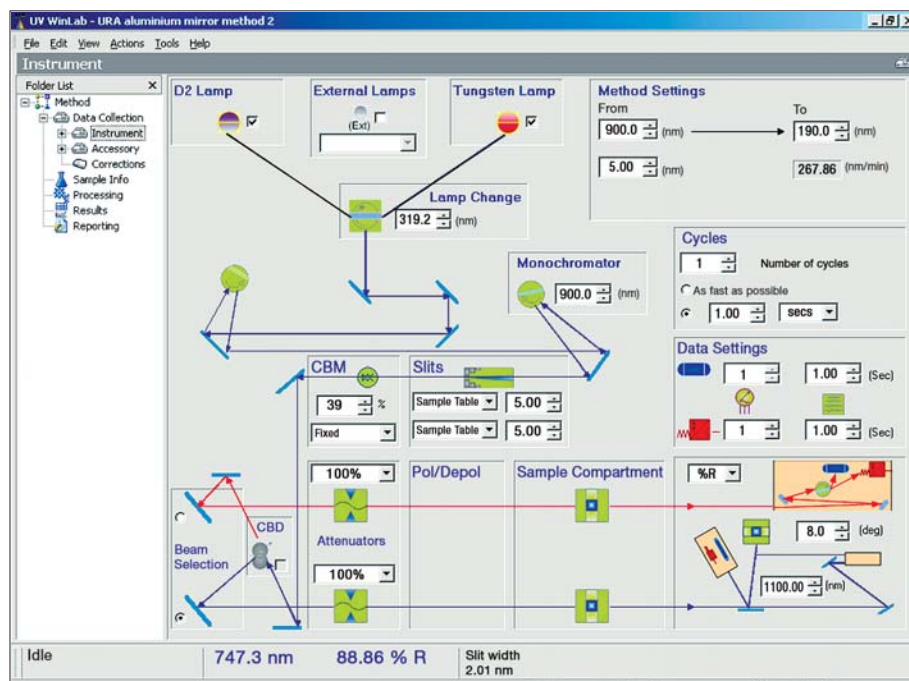 UV WinLab - URA aluminium mirror method 2
File Edit View Actions Tools Help
Instrument
Folder List
Method
Data Collection
Instrument
Accessory
Corrections
Sample Info
Processing
Results
Reporting
D2 Lamp
External Lamps
(Ext)
Tungsten Lamp
Method Settings
From To
900.0 (nm) 190.0 (nm)
5.00 (nm) 267.86 (nm/min)
Lamp Change
319.2 (nm)
Monochromator
900.0 (nm)
Cycles
1 Number of cycles
As fast as possible
1.00 secs
CBM
39 %
Fixed
Slits
Sample Table 5.00
Sample Table 5.00
Data Settings
1 1.00 (Sec)
1 1.00 (Sec)
100%
Attenuators
100%
Pol/Depol
Sample Compartment
%R
8.0 (deg)
1100.00 (nm)
CBD
Beam
Selection
Idle 747.3 nm 88.86 % R Slit width
2.01 nm